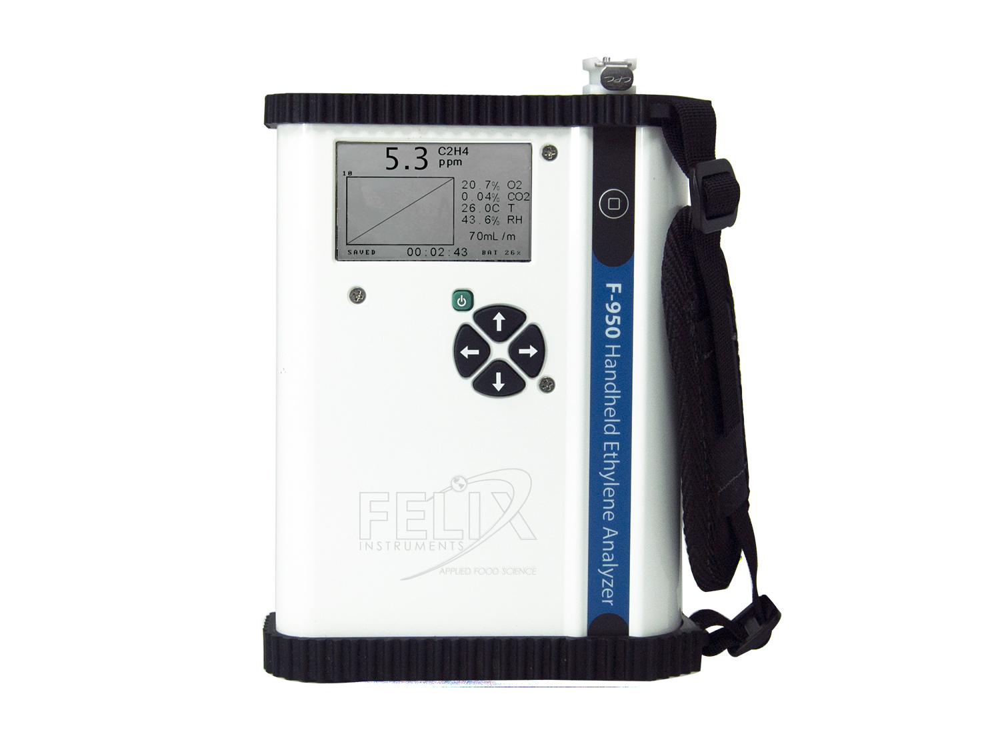 CPC
5.3 C2H4
ppm
10
20.7% O2
0.04% CO2
26.0C T
43.6% RH
70mL/m
SAVED 00:02:43 BAT 26%
F-950 Handheld Ethylene Analyzer
FELIX
INSTRUMENTS
APPLIED FOOD SCIENCE